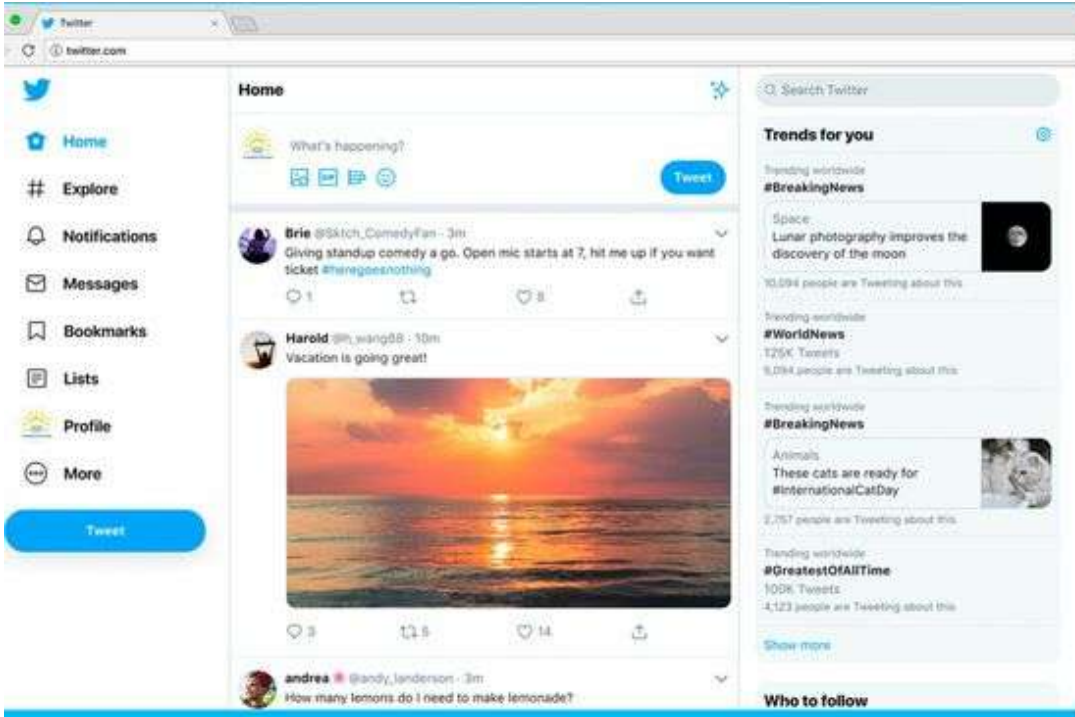 Twitter
twitter.com
Home
Explore
Notifications
Messages
Bookmarks
Lists
Profile
More
Tweet
Home
What's happening?
GIF
Tweet
Brie @Sktch_ComedyFan · 3m
Giving standup comedy a go. Open mic starts at 7, hit me up if you want
ticket #heregoesnothing
1
8
Harold @h_wang88 · 10m
Vacation is going great!
3
5
14
andrea @andy_landerson · 3m
How many lemons do I need to make lemonade?
Search Twitter
Trends for you
Trending worldwide
#BreakingNews
Space
Lunar photography improves the
discovery of the moon
10,094 people are Tweeting about this
Trending worldwide
#WorldNews
125K Tweets
5,094 people are Tweeting about this
Trending worldwide
#BreakingNews
Animals
These cats are ready for
#InternationalCatDay
2,757 people are Tweeting about this
Trending worldwide
#GreatestOfAllTime
100K Tweets
4,123 people are Tweeting about this
Show more
Who to follow